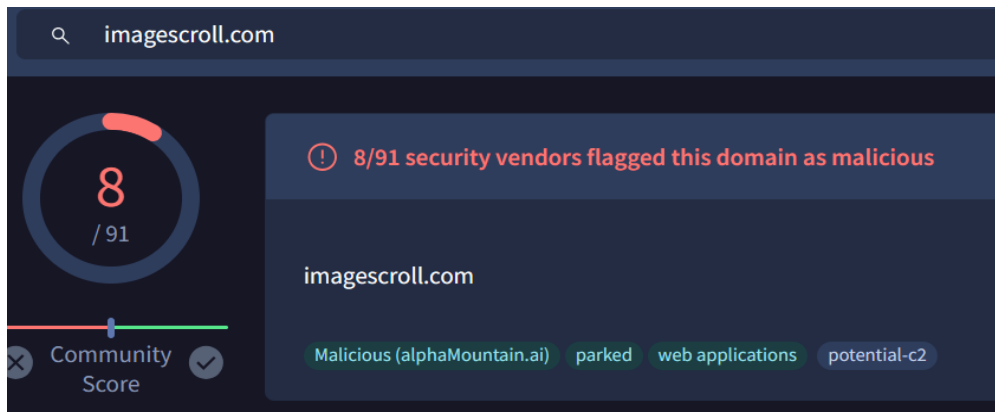 imagescroll.com
8
/ 91
Community
Score
8/91 security vendors flagged this domain as malicious
imagescroll.com
Malicious (alphaMountain.ai) parked web applications potential-c2